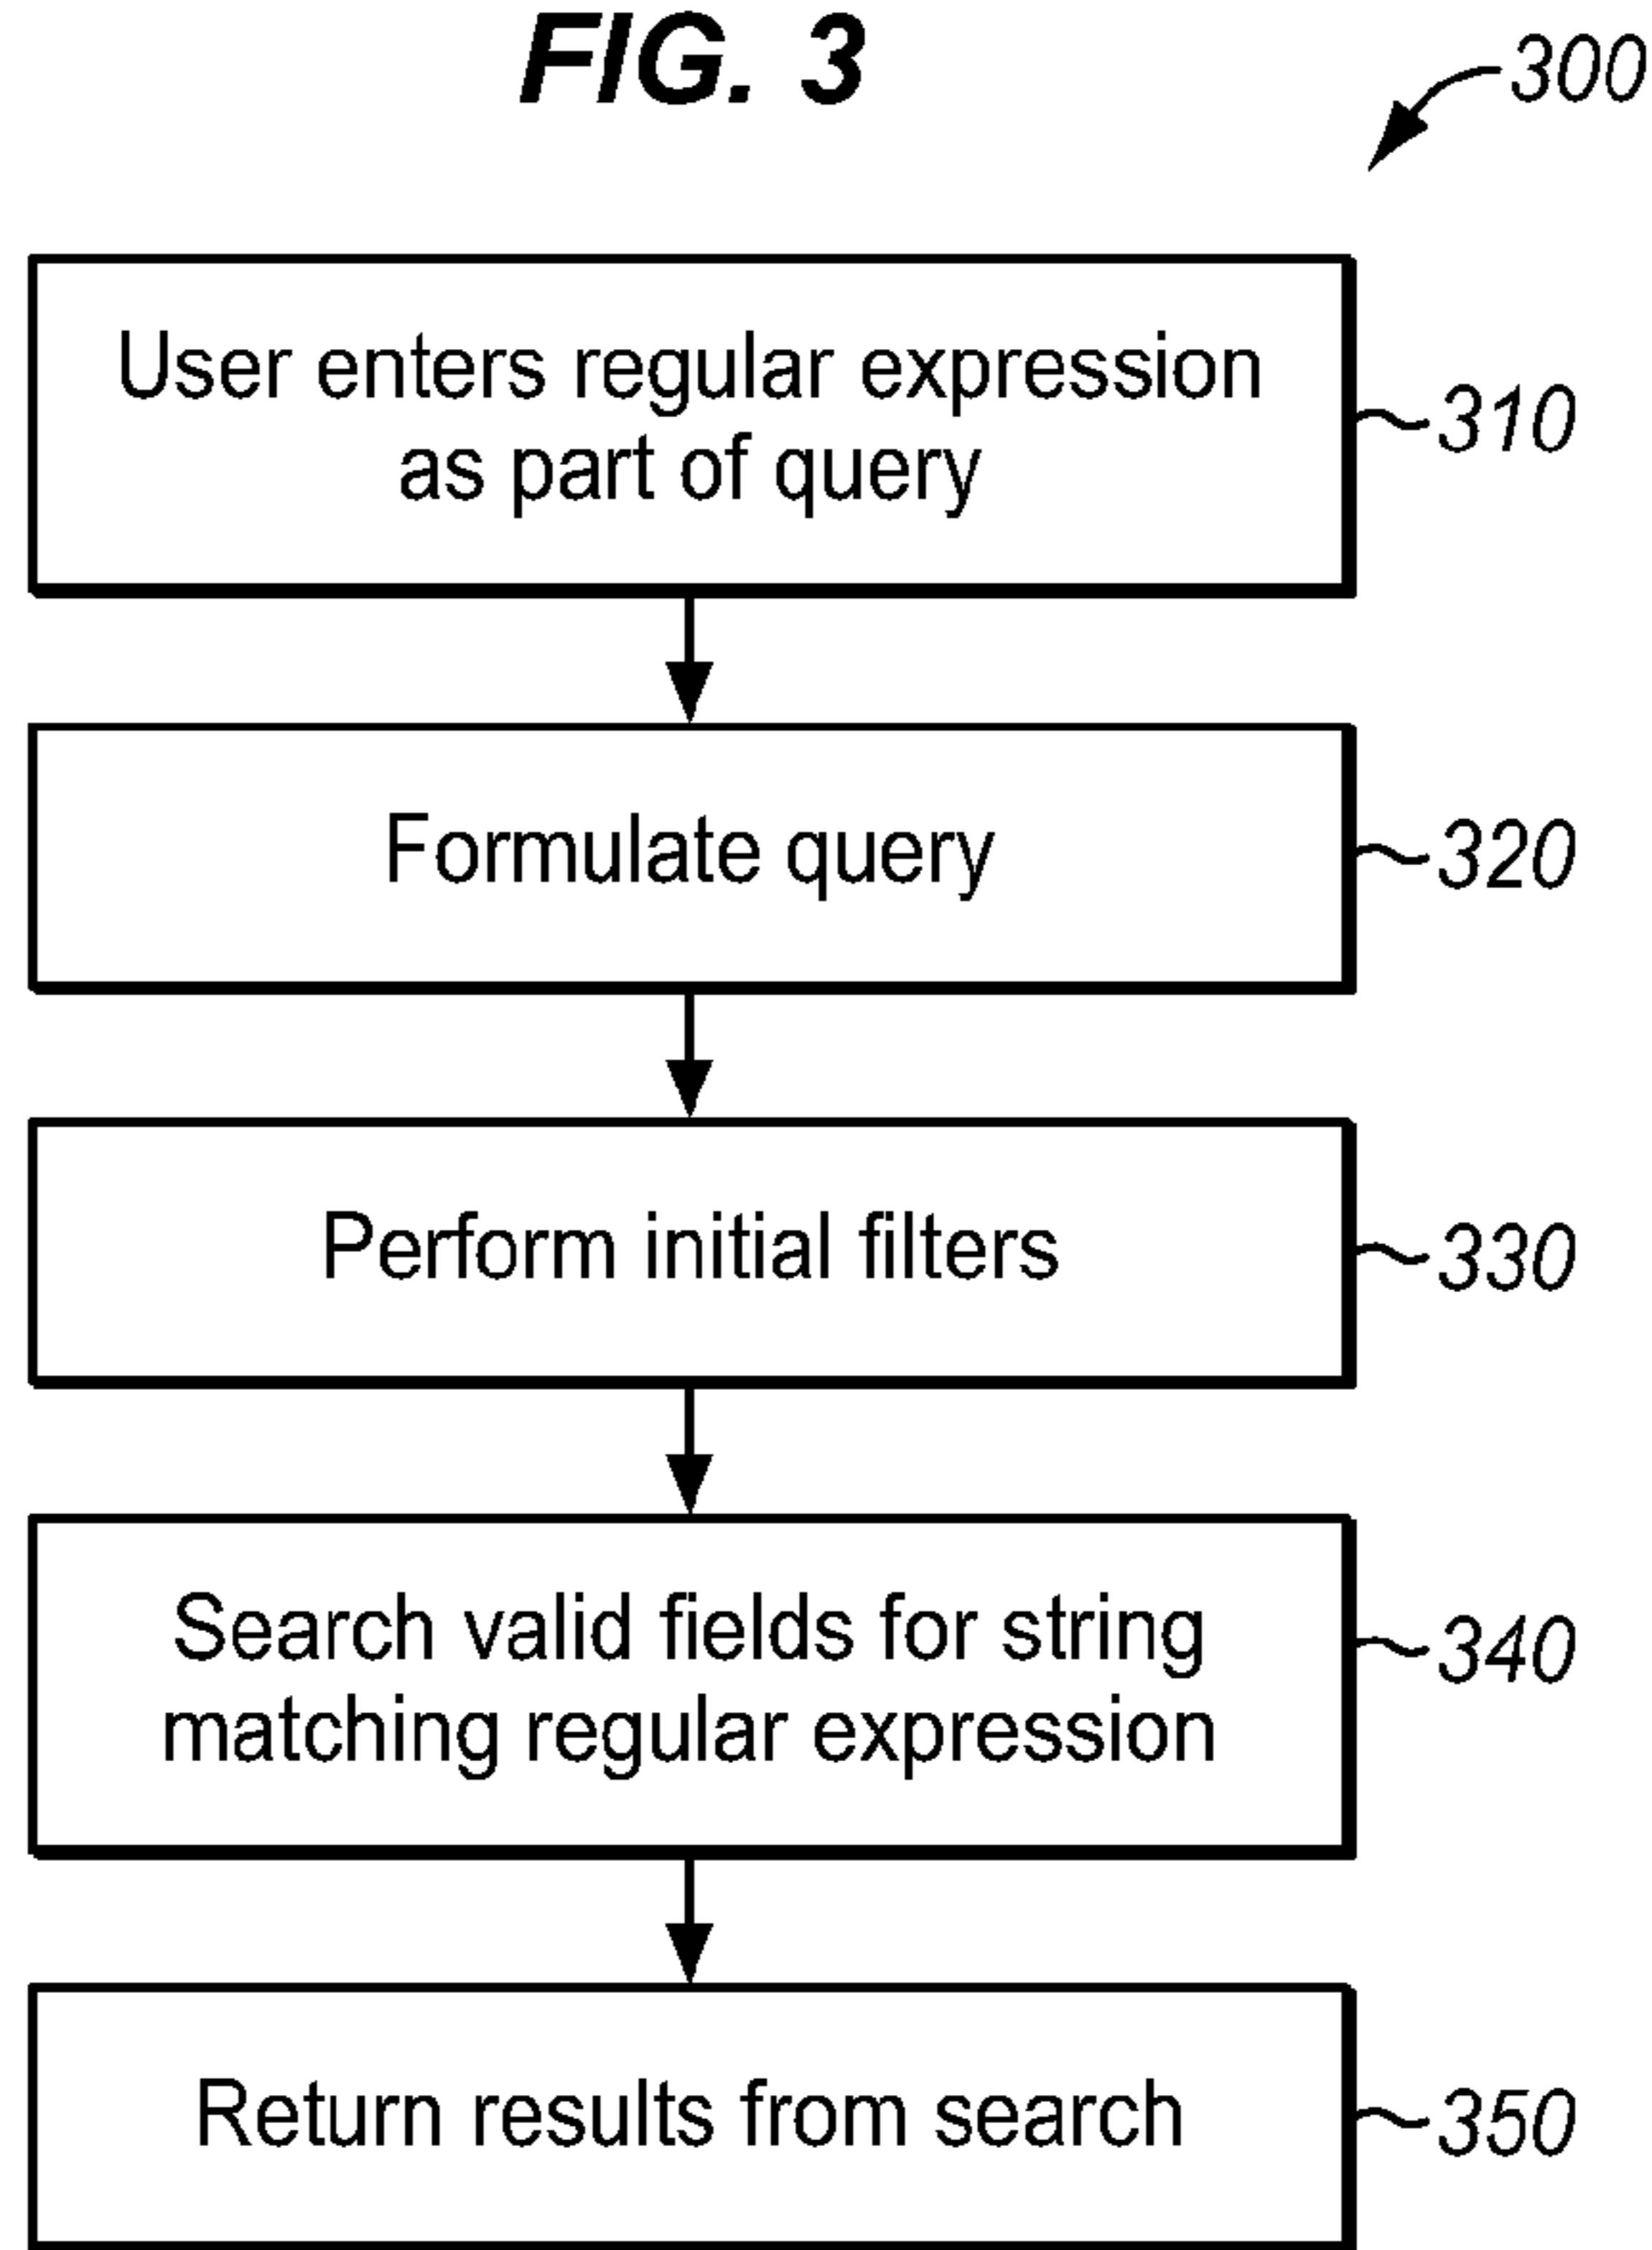 FIG. 3
300
User enters regular expression
as part of query
310
Formulate query
320
Perform initial filters
330
Search valid fields for string
matching regular expression
340
Return results from search
350